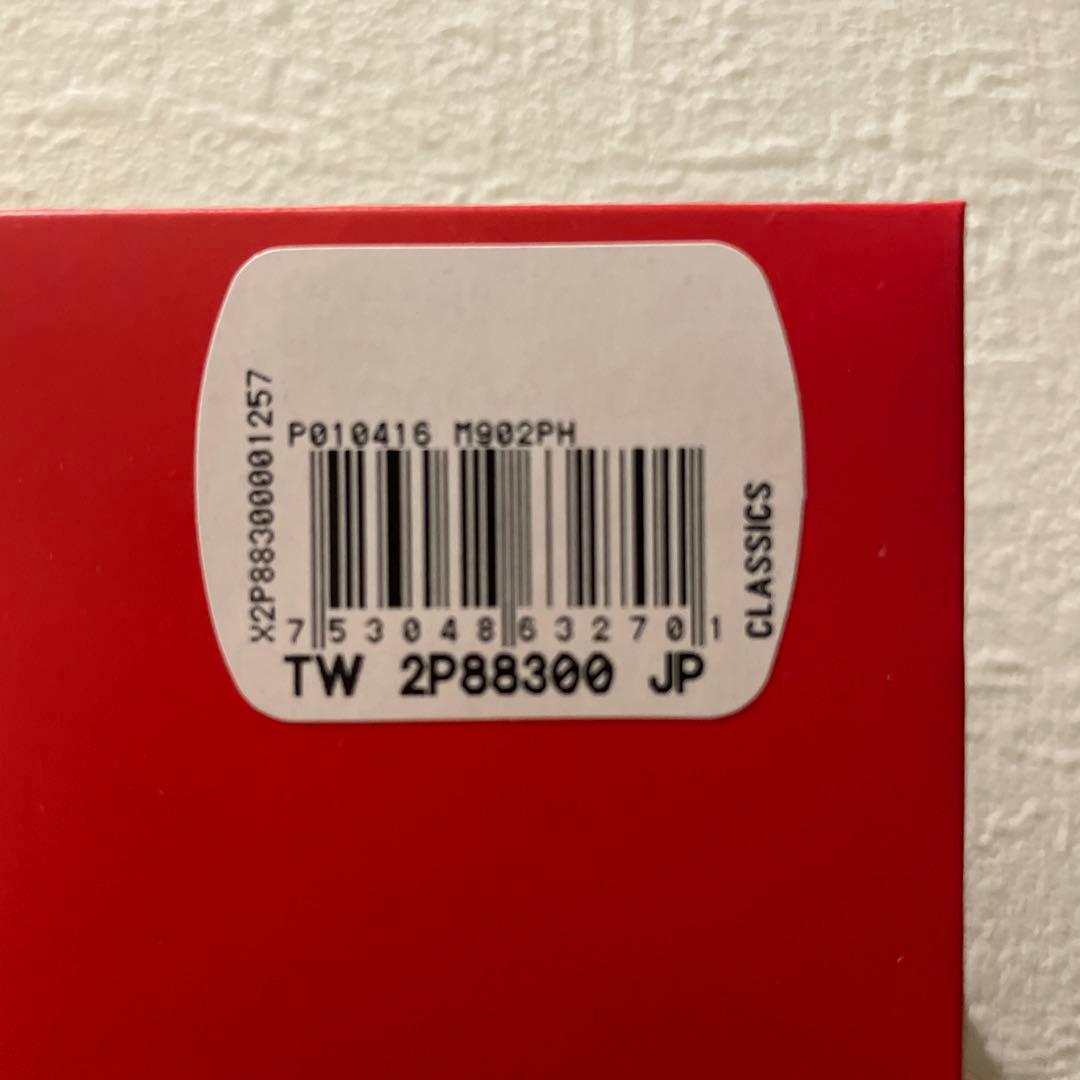 X2P883000001257
P010416 M902PH
7 53048 63270 1
TW 2P88300 JP
CLASSICS